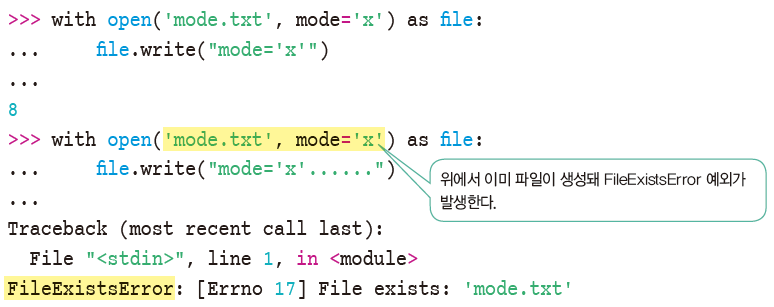 >>> with open('mode.txt', mode='x') as file:
...     file.write("mode='x'")
...
8
>>> with open('mode.txt', mode='x') as file:
...     file.write("mode='x'......")
...
위에서 이미 파일이 생성돼 FileExistsError 예외가
발생한다.
Traceback (most recent call last):
  File "<stdin>", line 1, in <module>
FileExistsError: [Errno 17] File exists: 'mode.txt'